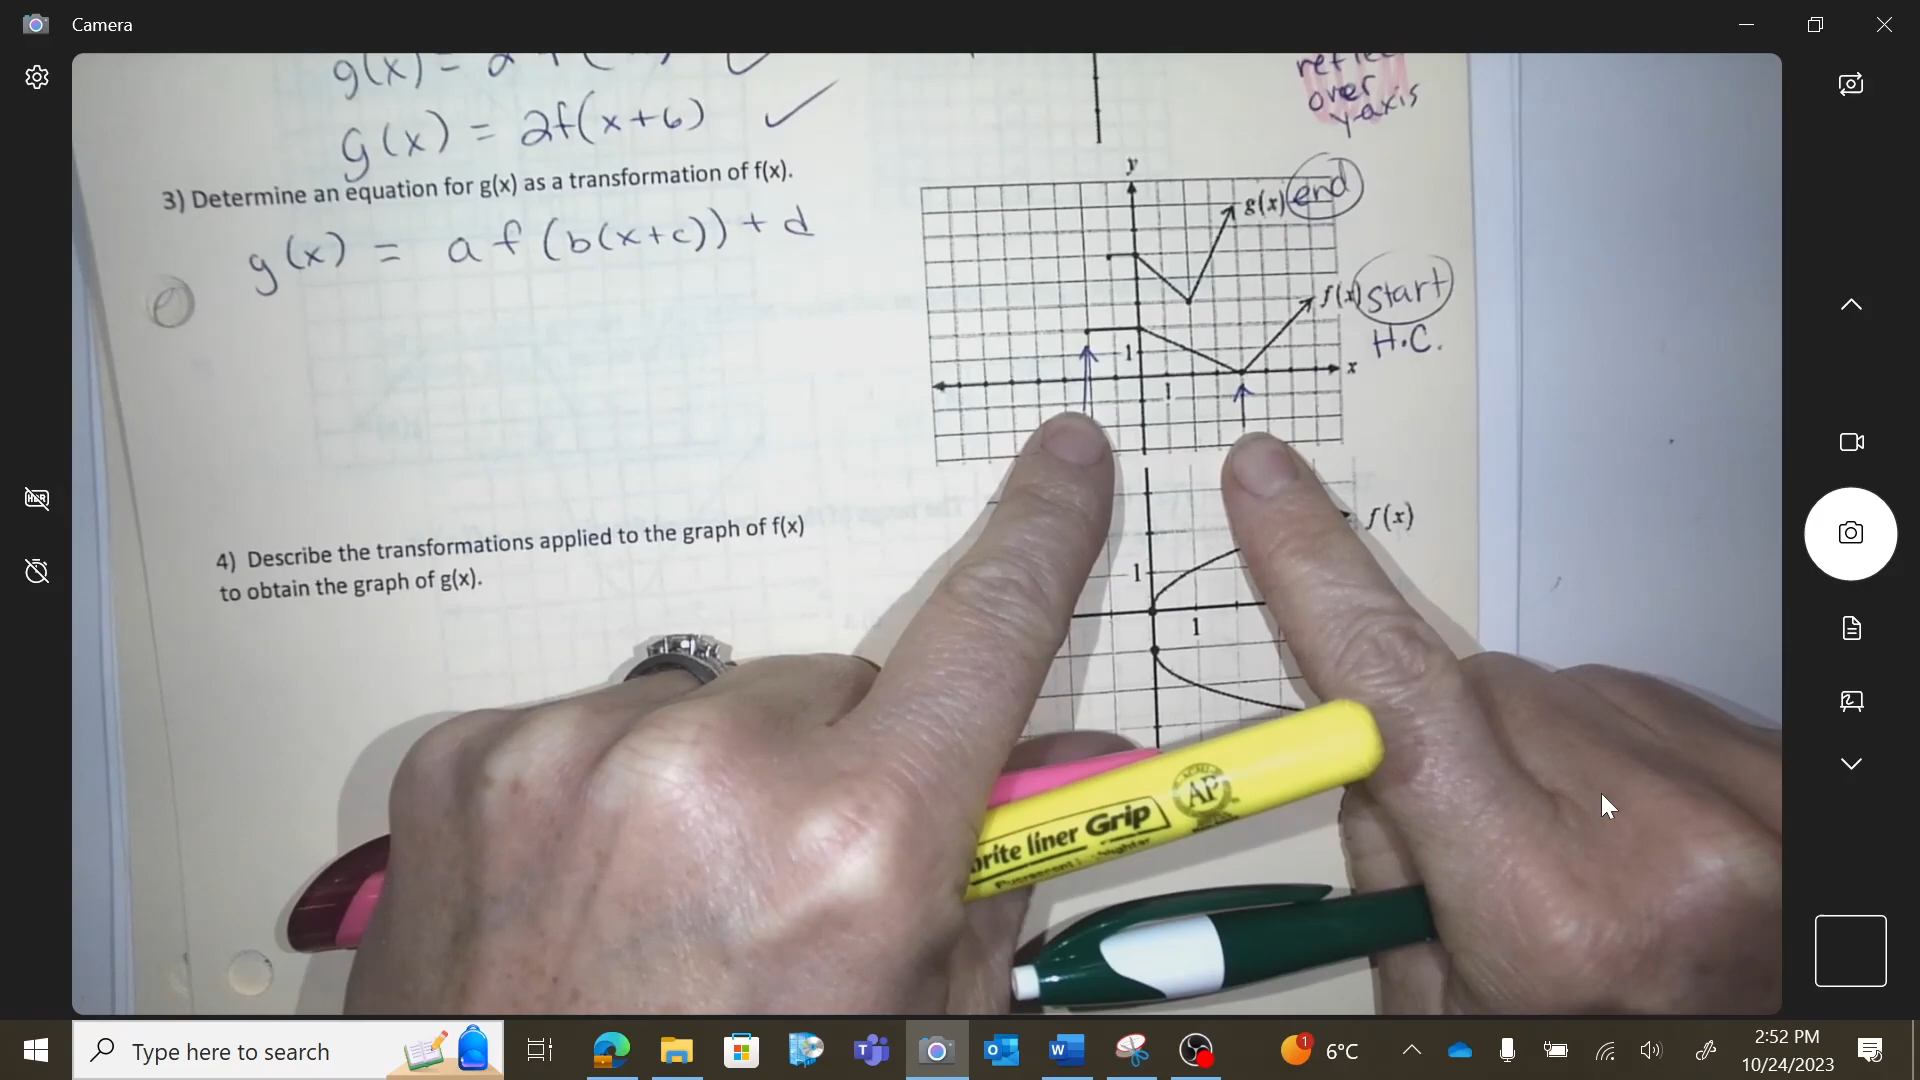 Camera
over
y-axis
g(x) = 2f(x+6)
3) Determine an equation for g(x) as a transformation of f(x).
g(x) = a f (b(x+c)) + d
y
g(x) end
f(x) start
H.C.
1
x
1
4) Describe the transformations applied to the graph of f(x)
to obtain the graph of g(x).
f(x)
1
1
brite liner Grip
AP
Type here to search
1
6°C
2:52 PM
10/24/2023